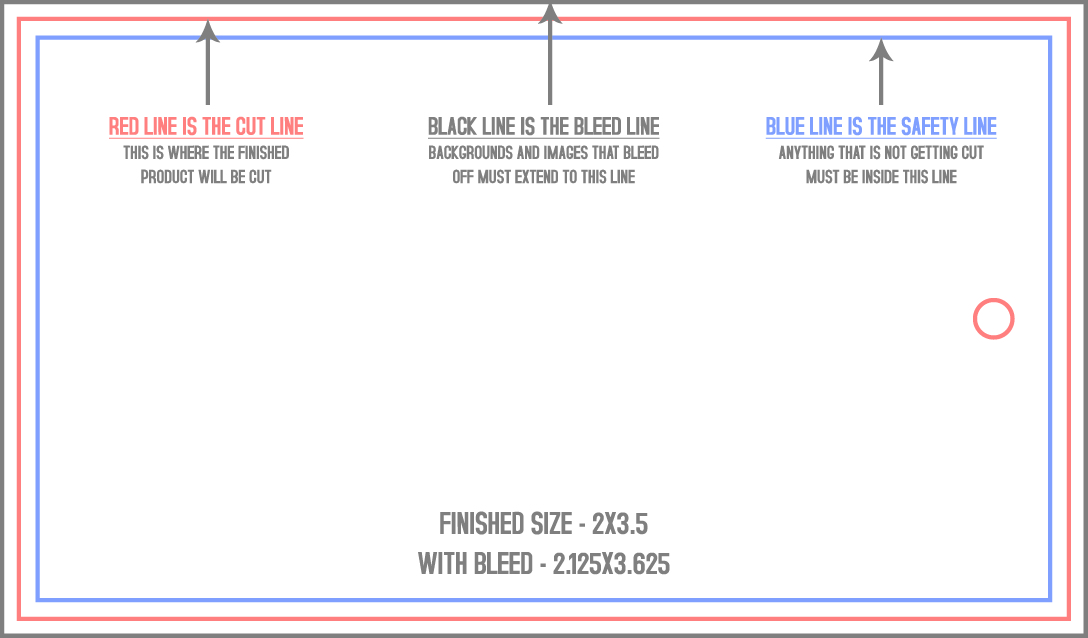 RED LINE IS THE CUT LINE
THIS IS WHERE THE FINISHED
PRODUCT WILL BE CUT
BLACK LINE IS THE BLEED LINE
BACKGROUNDS AND IMAGES THAT BLEED
OFF MUST EXTEND TO THIS LINE
BLUE LINE IS THE SAFETY LINE
ANYTHING THAT IS NOT GETTING CUT
MUST BE INSIDE THIS LINE
FINISHED SIZE - 2X3.5
WITH BLEED - 2.125X3.625